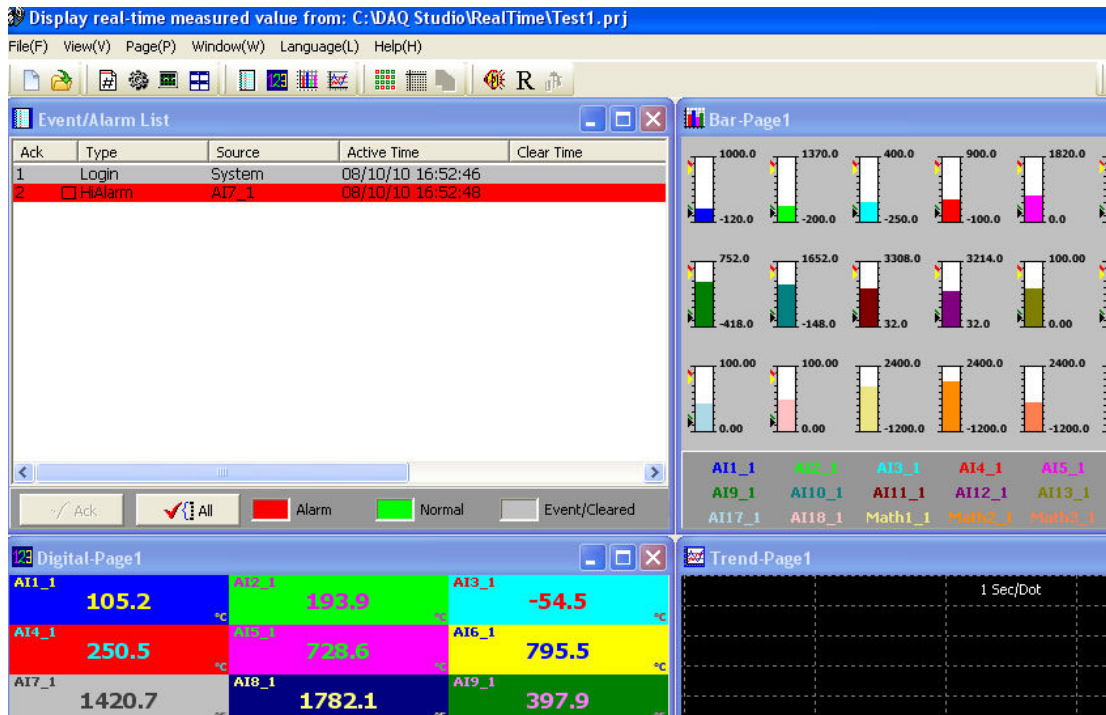 Display real-time measured value from: C:\DAQ Studio\RealTime\Test1.prj
File(F) View(V) Page(P) Window(W) Language(L) Help(H)
# 123 R
Event/Alarm List
Ack Type Source Active Time Clear Time
1 Login System 08/10/10 16:52:46
2 HiAlarm AI7_1 08/10/10 16:52:48
Ack All Alarm Normal Event/Cleared
Bar-Page1
1000.0 1370.0 400.0 900.0 1820.0
-120.0 -200.0 -250.0 -100.0 0.0
752.0 1652.0 3308.0 3214.0 100.00
-418.0 -148.0 32.0 32.0 0.00
100.00 100.00 2400.0 2400.0 2400.0
0.00 0.00 -1200.0 -1200.0 -1200.0
AI1_1 AI2_1 AI3_1 AI4_1 AI5_1
AI9_1 AI10_1 AI11_1 AI12_1 AI13_1
AI17_1 AI18_1 Math1_1 Math2_1 Math3_1
123 Digital-Page1
AI1_1 AI2_1 AI3_1
105.2 °C 193.9 °C -54.5 °C
AI4_1 AI5_1 AI6_1
250.5 °C 728.6 °C 795.5 °C
AI7_1 AI8_1 AI9_1
1420.7 1782.1 397.9
Trend-Page1
1 Sec/Dot